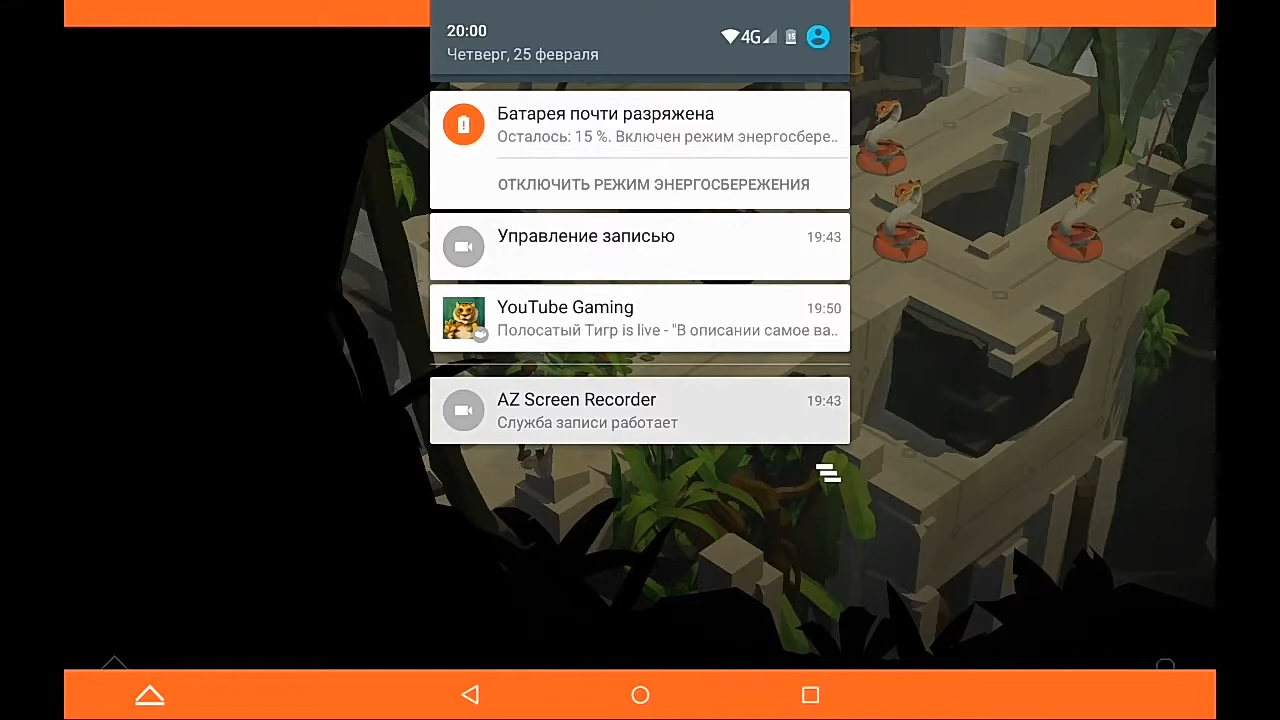 20:00
4G
15
Четверг, 25 февраля
Батарея почти разряжена
Осталось: 15 %. Включен режим энергосбере..
ОТКЛЮЧИТЬ РЕЖИМ ЭНЕРГОСБЕРЕЖЕНИЯ
Управление записью 19:43
YouTube Gaming 19:50
Полосатый Тигр is live - "В описании самое ва..
AZ Screen Recorder 19:43
Служба записи работает